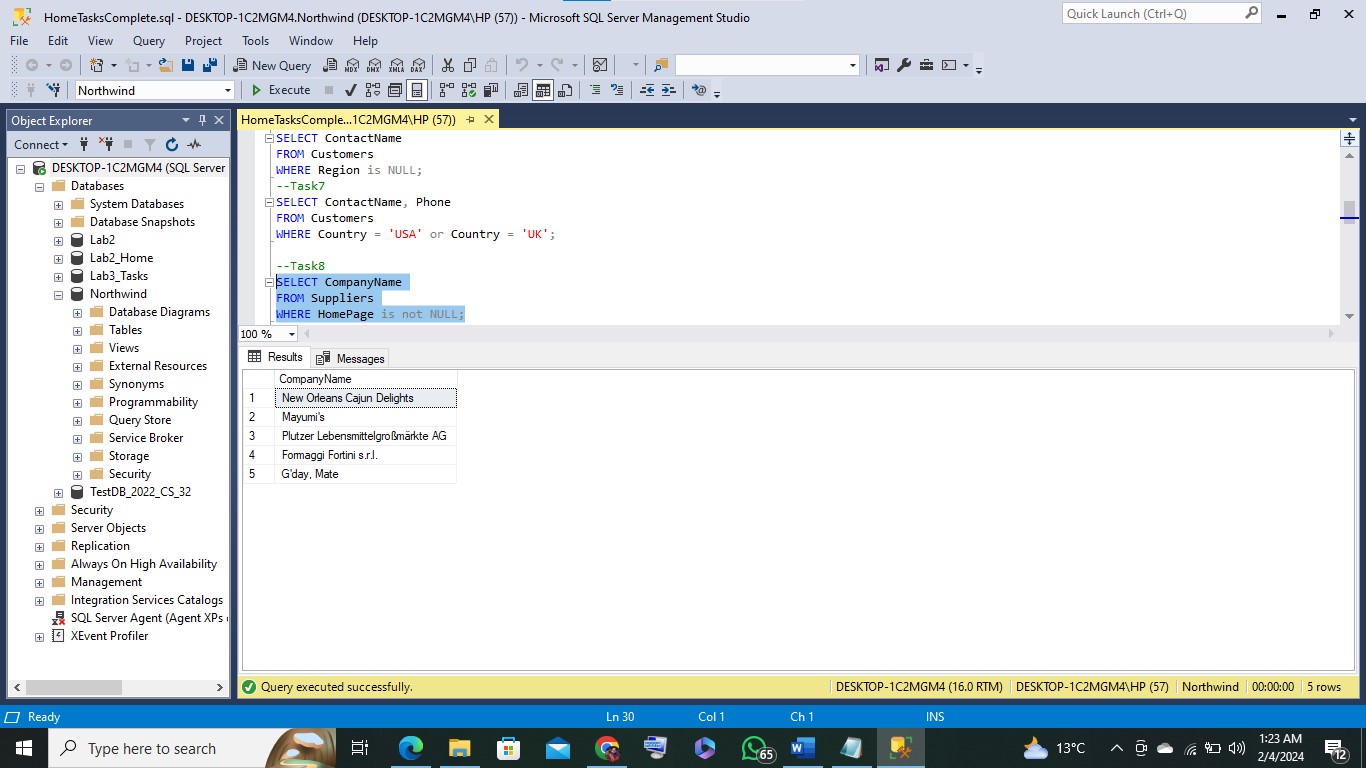 HomeTasksComplete.sql - DESKTOP-1C2MGM4.Northwind (DESKTOP-1C2MGM4\HP (57)) - Microsoft SQL Server Management Studio
Quick Launch (Ctrl+Q)
File Edit View Query Project Tools Window Help
New Query MDX DMX XMLA DAX
Northwind Execute
Object Explorer
HomeTasksComple...1C2MGM4\HP (57))
Connect
DESKTOP-1C2MGM4 (SQL Server
Databases
System Databases
Database Snapshots
Lab2
Lab2_Home
Lab3_Tasks
Northwind
Database Diagrams
Tables
Views
External Resources
Synonyms
Programmability
Query Store
Service Broker
Storage
Security
TestDB_2022_CS_32
Security
Server Objects
Replication
Always On High Availability
Management
Integration Services Catalogs
SQL Server Agent (Agent XPs
XEvent Profiler
SELECT ContactName
FROM Customers
WHERE Region is NULL;
--Task7
SELECT ContactName, Phone
FROM Customers
WHERE Country = 'USA' or Country = 'UK';
--Task8
SELECT CompanyName
FROM Suppliers
WHERE HomePage is not NULL;
100 %
Results Messages
CompanyName
1 New Orleans Cajun Delights
2 Mayumi's
3 Plutzer Lebensmittelgroßmärkte AG
4 Formaggi Fortini s.r.l.
5 G'day, Mate
Query executed successfully. DESKTOP-1C2MGM4 (16.0 RTM) DESKTOP-1C2MGM4\HP (57) Northwind 00:00:00 5 rows
Ready Ln 30 Col 1 Ch 1 INS
Type here to search 65 13°C 1:23 AM
2/4/2024 12